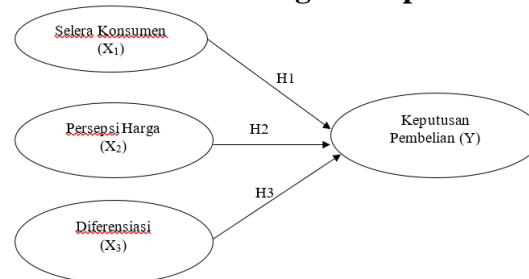 Selera Konsumen
(X₁)
H1
Persepsi Harga
(X₂)
H2
Keputusan
Pembelian (Y)
H3
Diferensiasi
(X₃)